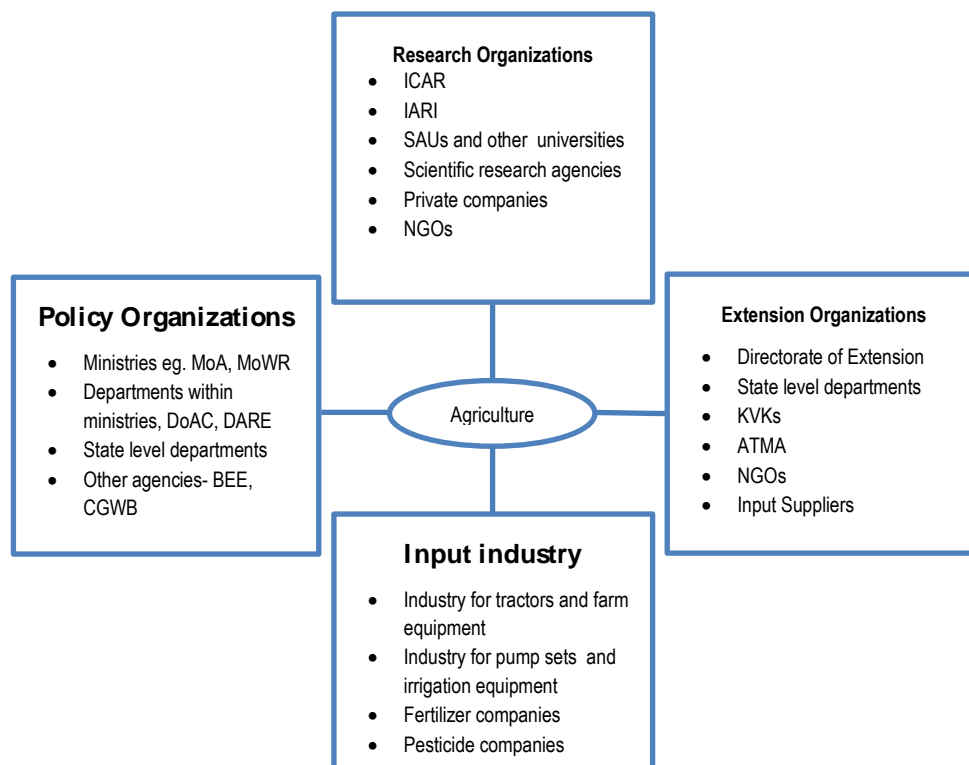 Research Organizations
• ICAR
• IARI
• SAUs and other universities
• Scientific research agencies
• Private companies
• NGOs
Policy Organizations
• Ministries eg. MoA, MoWR
• Departments within
ministries, DoAC, DARE
• State level departments
• Other agencies- BEE,
CGWB
Agriculture
Extension Organizations
• Directorate of Extension
• State level departments
• KVKs
• ATMA
• NGOs
• Input Suppliers
Input industry
• Industry for tractors and farm
equipment
• Industry for pump sets and
irrigation equipment
• Fertilizer companies
• Pesticide companies